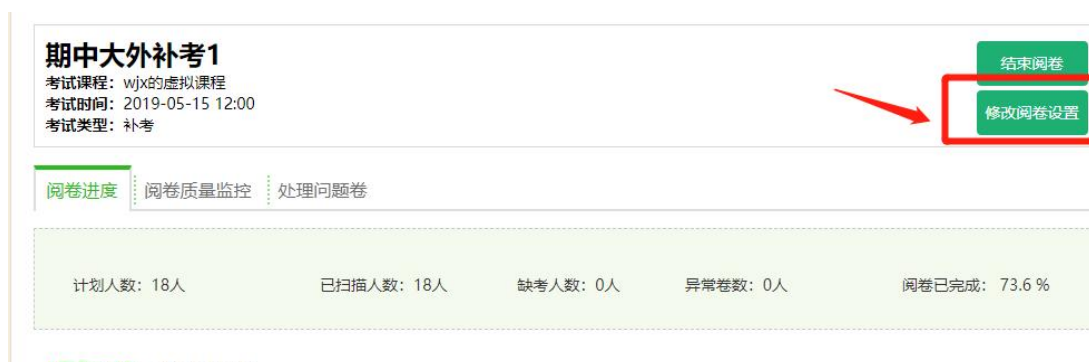 期中大外补考1
考试课程：wjx的虚拟课程
考试时间：2019-05-15 12:00
考试类型：补考
结束阅卷
修改阅卷设置
阅卷进度 阅卷质量监控 处理问题卷
计划人数：18人 已扫描人数：18人 缺考人数：0人 异常卷数：0人 阅卷已完成： 73.6 %